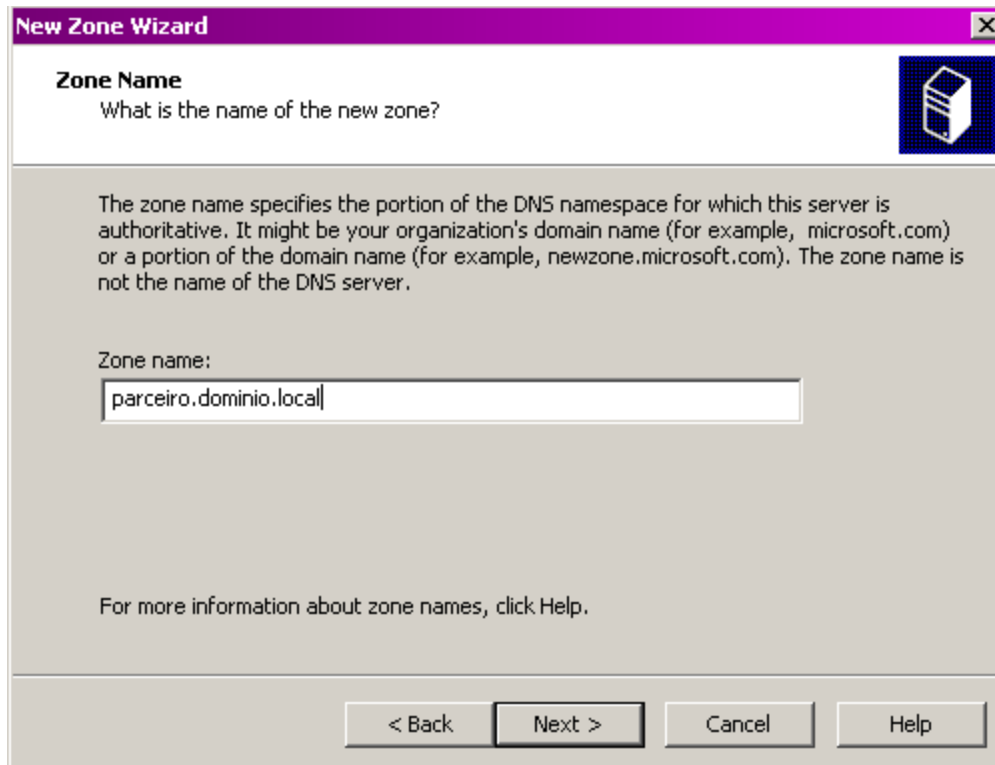 New Zone Wizard
Zone Name
What is the name of the new zone?
The zone name specifies the portion of the DNS namespace for which this server is
authoritative. It might be your organization's domain name (for example,  microsoft.com)
or a portion of the domain name (for example, newzone.microsoft.com). The zone name is
not the name of the DNS server.
Zone name:
parceiro.dominio.local
For more information about zone names, click Help.
< Back
Next >
Cancel
Help